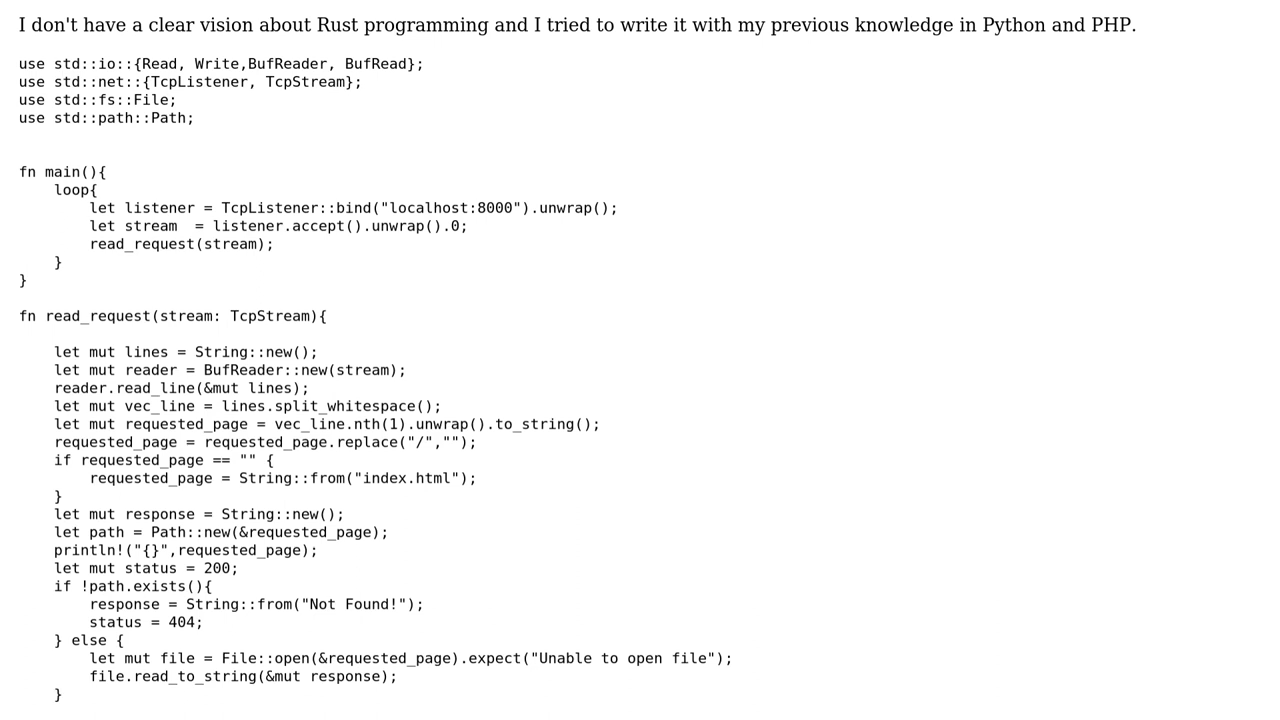 I don't have a clear vision about Rust programming and I tried to write it with my previous knowledge in Python and PHP.
use std::io::{Read, Write,BufReader, BufRead};
use std::net::{TcpListener, TcpStream};
use std::fs::File;
use std::path::Path;
fn main(){
    loop{
        let listener = TcpListener::bind("localhost:8000").unwrap();
        let stream  = listener.accept().unwrap().0;
        read_request(stream);
    }
}
fn read_request(stream: TcpStream){
    let mut lines = String::new();
    let mut reader = BufReader::new(stream);
    reader.read_line(&mut lines);
    let mut vec_line = lines.split_whitespace();
    let mut requested_page = vec_line.nth(1).unwrap().to_string();
    requested_page = requested_page.replace("/","");
    if requested_page == "" {
        requested_page = String::from("index.html");
    }
    let mut response = String::new();
    let path = Path::new(&requested_page);
    println!("{}",requested_page);
    let mut status = 200;
    if !path.exists(){
        response = String::from("Not Found!");
        status = 404;
    } else {
        let mut file = File::open(&requested_page).expect("Unable to open file");
        file.read_to_string(&mut response);
    }